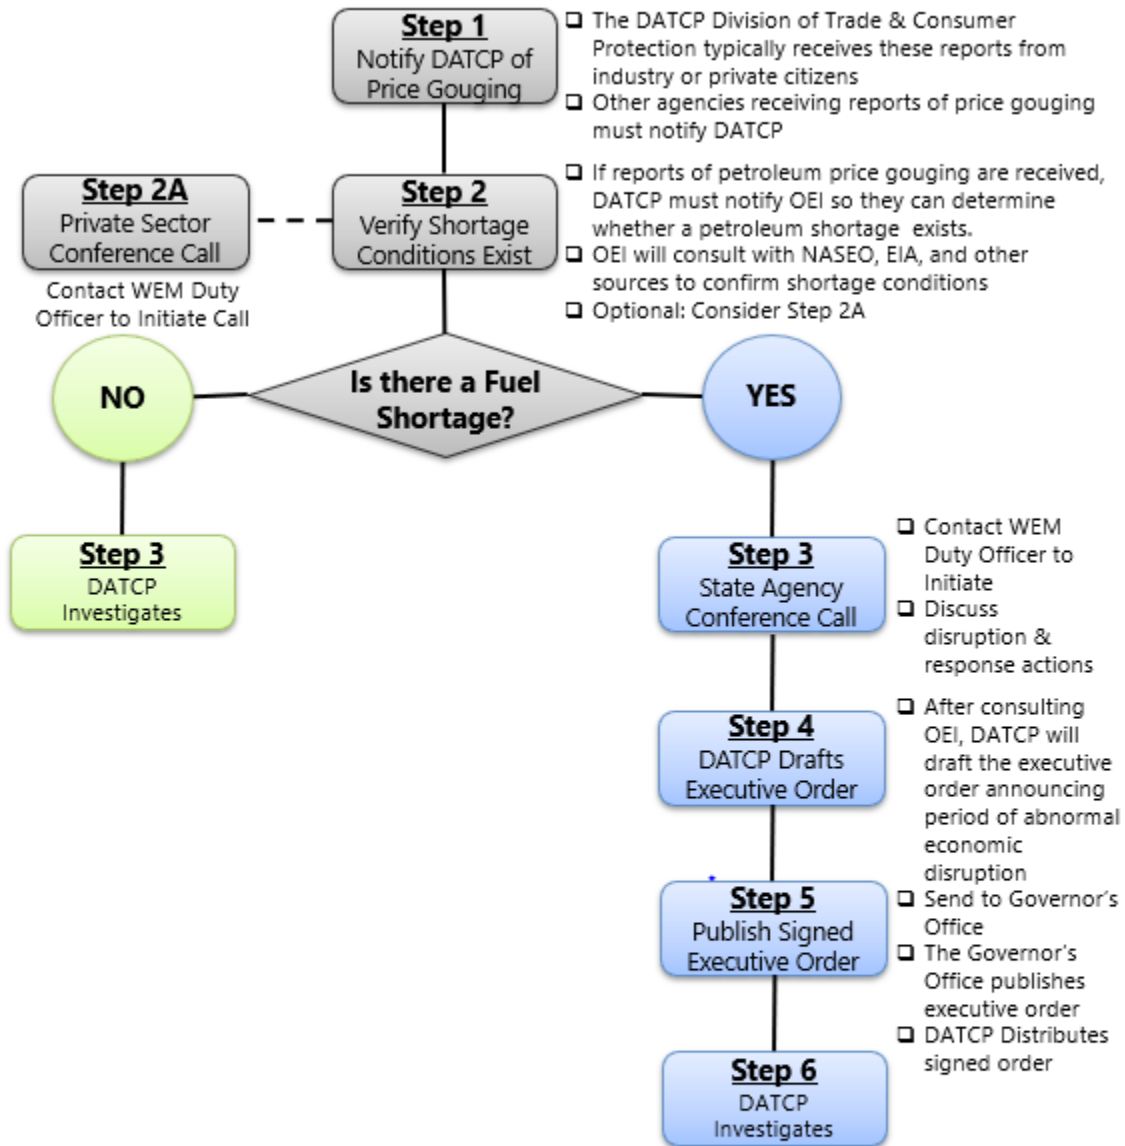 Step 1
Notify DATCP of
Price Gouging
❑ The DATCP Division of Trade & Consumer
Protection typically receives these reports from
industry or private citizens
❑ Other agencies receiving reports of price gouging
must notify DATCP
Step 2A
Private Sector
Conference Call
Contact WEM Duty
Officer to Initiate Call
Step 2
Verify Shortage
Conditions Exist
❑ If reports of petroleum price gouging are received,
DATCP must notify OEI so they can determine
whether a petroleum shortage exists.
❑ OEI will consult with NASEO, EIA, and other
sources to confirm shortage conditions
❑ Optional: Consider Step 2A
Is there a Fuel
Shortage?
NO
YES
Step 3
DATCP
Investigates
Step 3
State Agency
Conference Call
❑ Contact WEM
Duty Officer to
Initiate
❑ Discuss
disruption &
response actions
Step 4
DATCP Drafts
Executive Order
❑ After consulting
OEI, DATCP will
draft the executive
order announcing
period of abnormal
economic
disruption
Step 5
Publish Signed
Executive Order
❑ Send to Governor's
Office
❑ The Governor's
Office publishes
executive order
❑ DATCP Distributes
signed order
Step 6
DATCP
Investigates